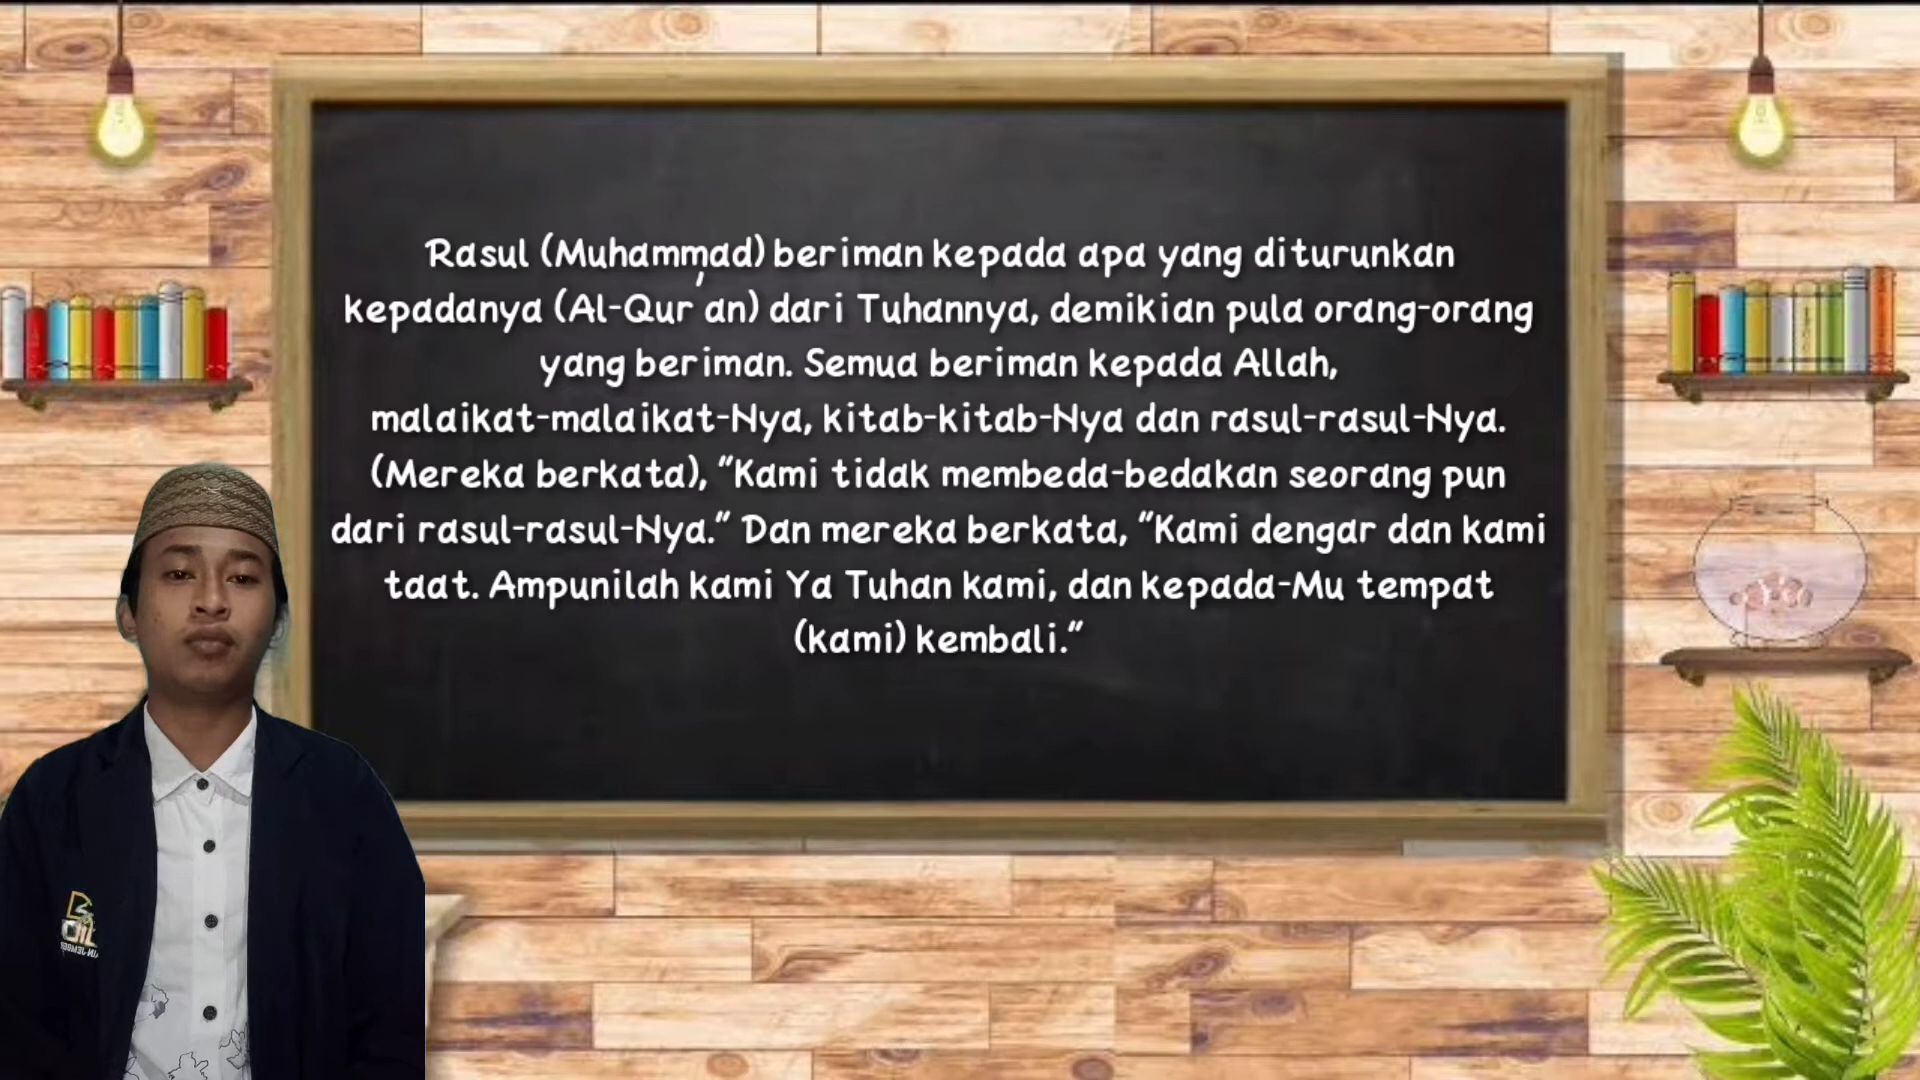 Rasul (Muhammad) beriman kepada apa yang diturunkan
kepadanya (Al-Qur'an) dari Tuhannya, demikian pula orang-orang
yang beriman. Semua beriman kepada Allah,
malaikat-malaikat-Nya, kitab-kitab-Nya dan rasul-rasul-Nya.
(Mereka berkata), "Kami tidak membeda-bedakan seorang pun
dari rasul-rasul-Nya." Dan mereka berkata, "Kami dengar dan kami
taat. Ampunilah kami Ya Tuhan kami, dan kepada-Mu tempat
(kami) kembali."